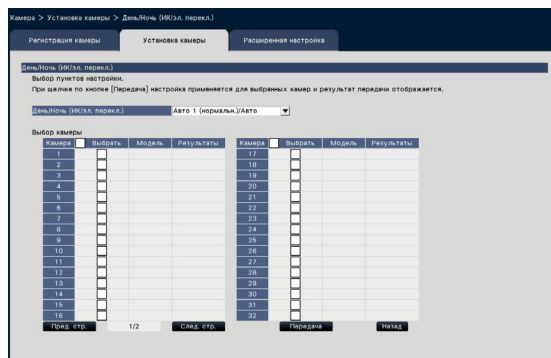 Камера > Установка камеры > День/Ночь (ИК/эл. перекл)
Регистрация камеры Установка камеры Расширенная настройка
День/Ночь (ИК/эл. перекл)
Выбор пунктов настройки.
При щелчке по кнопке [Передача] настройка применяется для выбранных камер и результат передачи отображается.
День/Ночь (ИК/эл. перекл.) Авто 1 (нормальн.)/Авто
Выбор камеры
Камера Выбрать Модель Результаты Камера Выбрать Модель Результаты
1 17
2 18
3 19
4 20
5 21
6 22
7 23
8 24
9 25
10 26
11 27
12 28
13 29
14 30
15 31
16 32
Пред. стр. 1/2 След. стр. Передача Назад